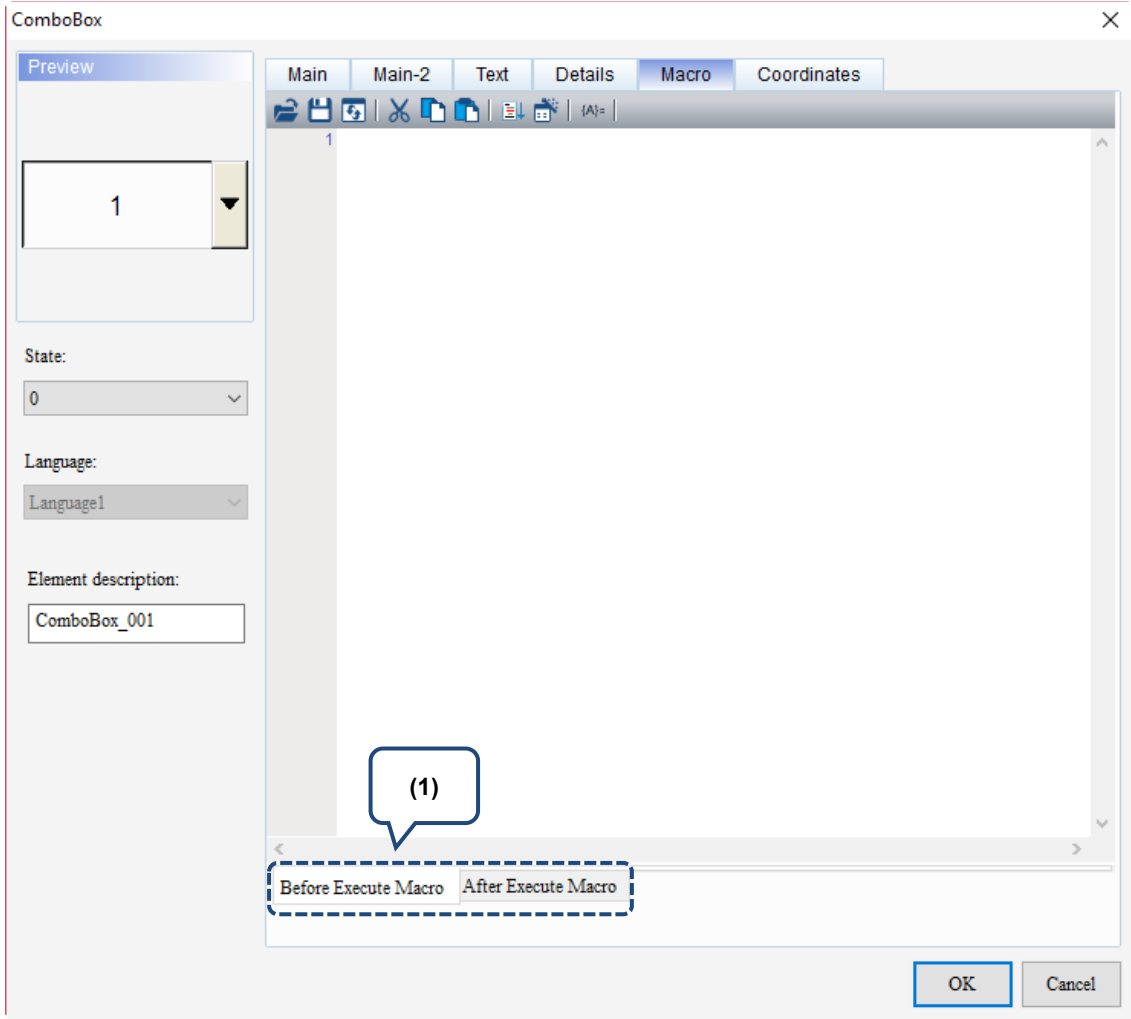 ComboBox
Preview
Main Main-2 Text Details Macro Coordinates
{A}=
1
1
State:
0
Language:
Language1
Element description:
ComboBox_001
(1)
Before Execute Macro After Execute Macro
OK Cancel